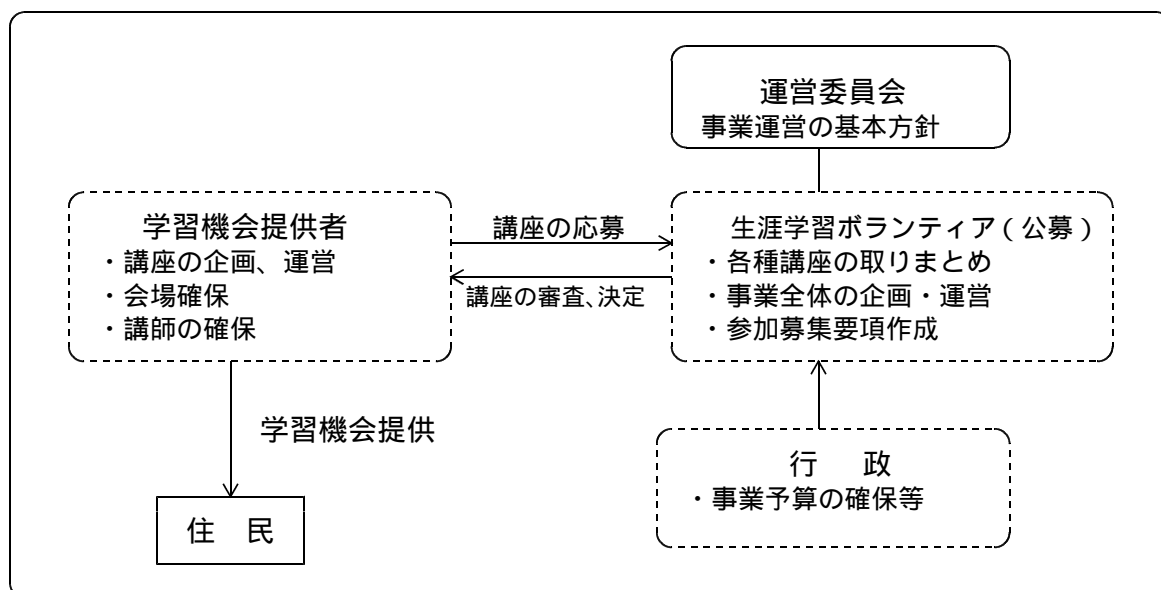 運営委員会
事業運営の基本方針
学習機会提供者
・講座の企画、運営
・会場確保
・講師の確保
講座の応募
講座の審査、決定
生涯学習ボランティア(公募)
・各種講座の取りまとめ
・事業全体の企画・運営
・参加募集要項作成
学習機会提供
行 政
・事業予算の確保等
住 民